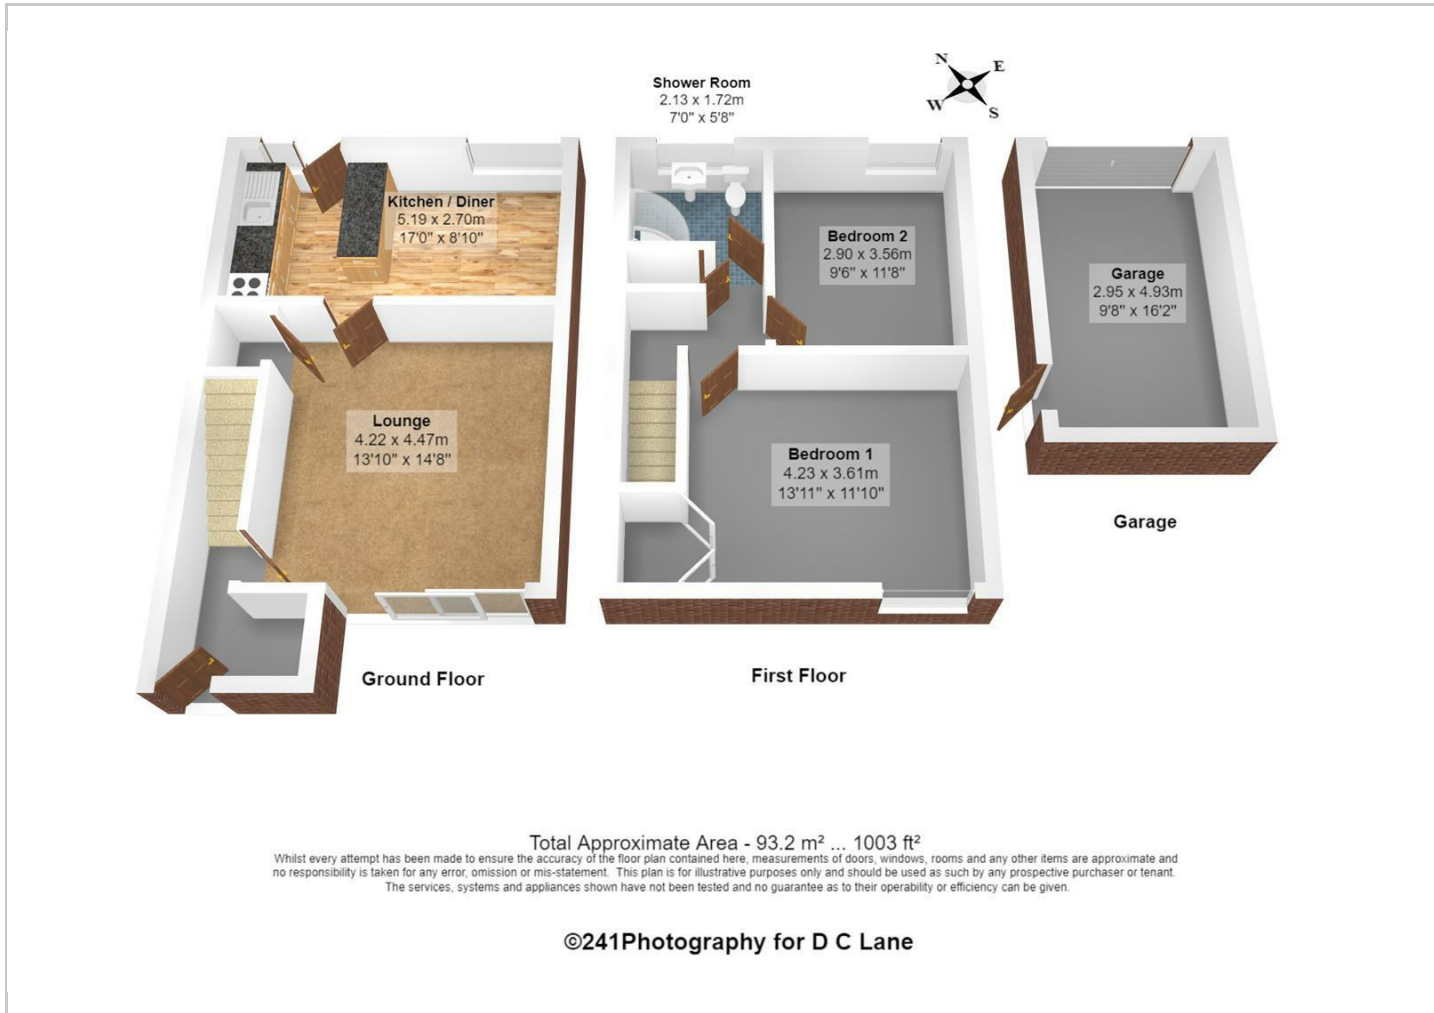 Shower Room
2.13 x 1.72m
7'0" x 5'8"
N
E
W
S
Kitchen / Diner
5.19 x 2.70m
17'0" x 8'10"
Bedroom 2
2.90 x 3.56m
9'6" x 11'8"
Garage
2.95 x 4.93m
9'8" x 16'2"
Lounge
4.22 x 4.47m
13'10" x 14'8"
Bedroom 1
4.23 x 3.61m
13'11" x 11'10"
Garage
Ground Floor
First Floor
Total Approximate Area - 93.2 m² ... 1003 ft²
Whilst every attempt has been made to ensure the accuracy of the floor plan contained here, measurements of doors, windows, rooms and any other items are approximate and
no responsibility is taken for any error, omission or mis-statement. This plan is for illustrative purposes only and should be used as such by any prospective purchaser or tenant.
The services, systems and appliances shown have not been tested and no guarantee as to their operability or efficiency can be given.
©241Photography for D C Lane